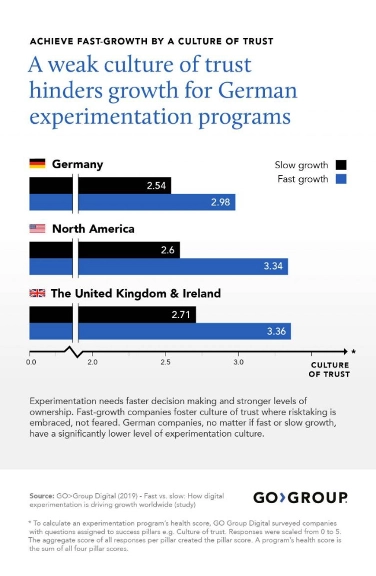 ACHIEVE FAST-GROWTH BY A CULTURE OF TRUST
A weak culture of trust
hinders growth for German
experimentation programs
Germany
Slow growth
Fast growth
2.54
2.98
North America
2.6
3.34
The United Kingdom & Ireland
2.71
3.36
0.0 2.0 2.5 3.0 *
CULTURE
OF TRUST
Experimentation needs faster decision making and stronger levels of
ownership. Fast-growth companies foster culture of trust where risktaking is
embraced, not feared. German companies, no matter if fast or slow growth,
have a significantly lower level of experimentation culture.
Source: GO>Group Digital (2019) - Fast vs. slow: How digital
experimentation is driving growth worldwide (study)
GO>GROUP
* To calculate an experimentation program's health score, GO Group Digital surveyed companies
with questions assigned to success pillars e.g. Culture of trust. Responses were scaled from 0 to 5.
The aggregate score of all responses per pillar created the pillar score. A program's health score is
the sum of all four pillar scores.